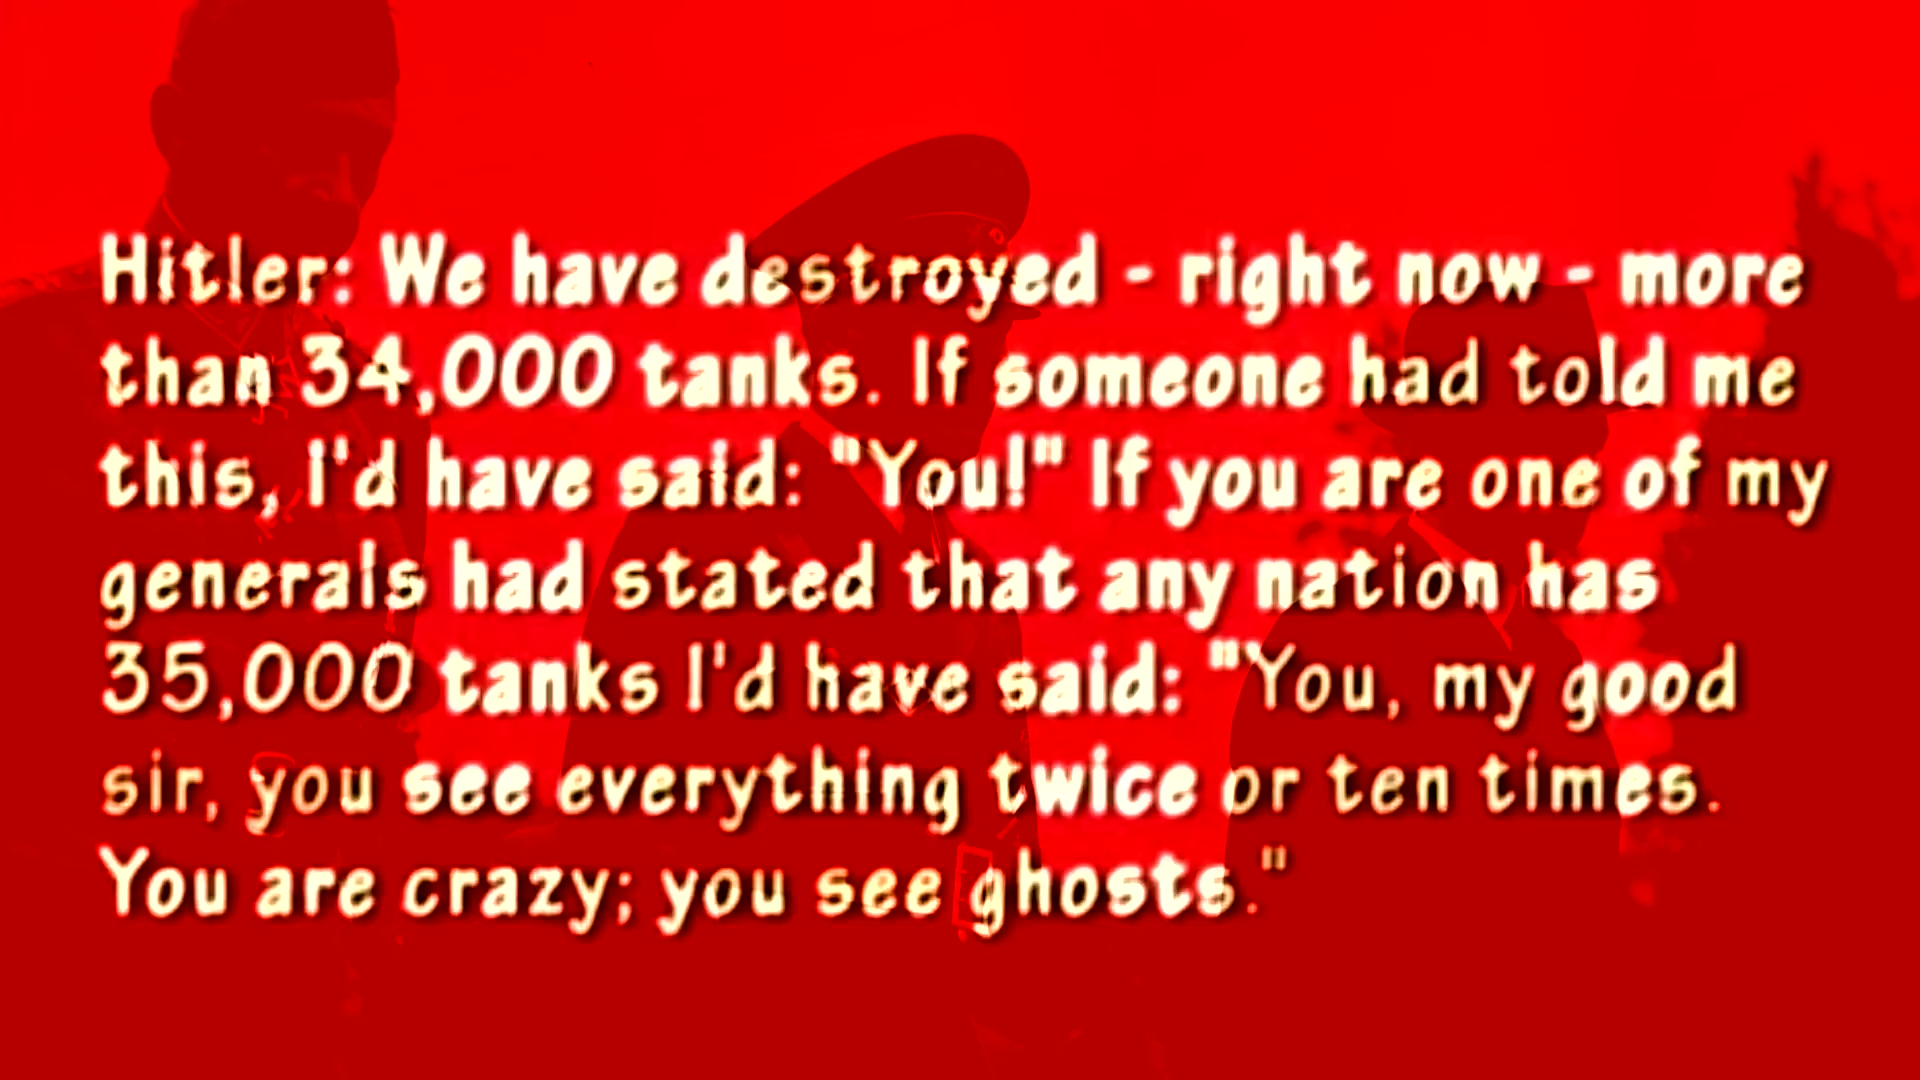 Hitler: We have destroyed - right now - more
than 34,000 tanks. If someone had told me
this, I'd have said: "You!" If you are one of my
generals had stated that any nation has
35,000 tanks I'd have said: "You, my good
sir, you see everything twice or ten times.
You are crazy; you see ghosts."